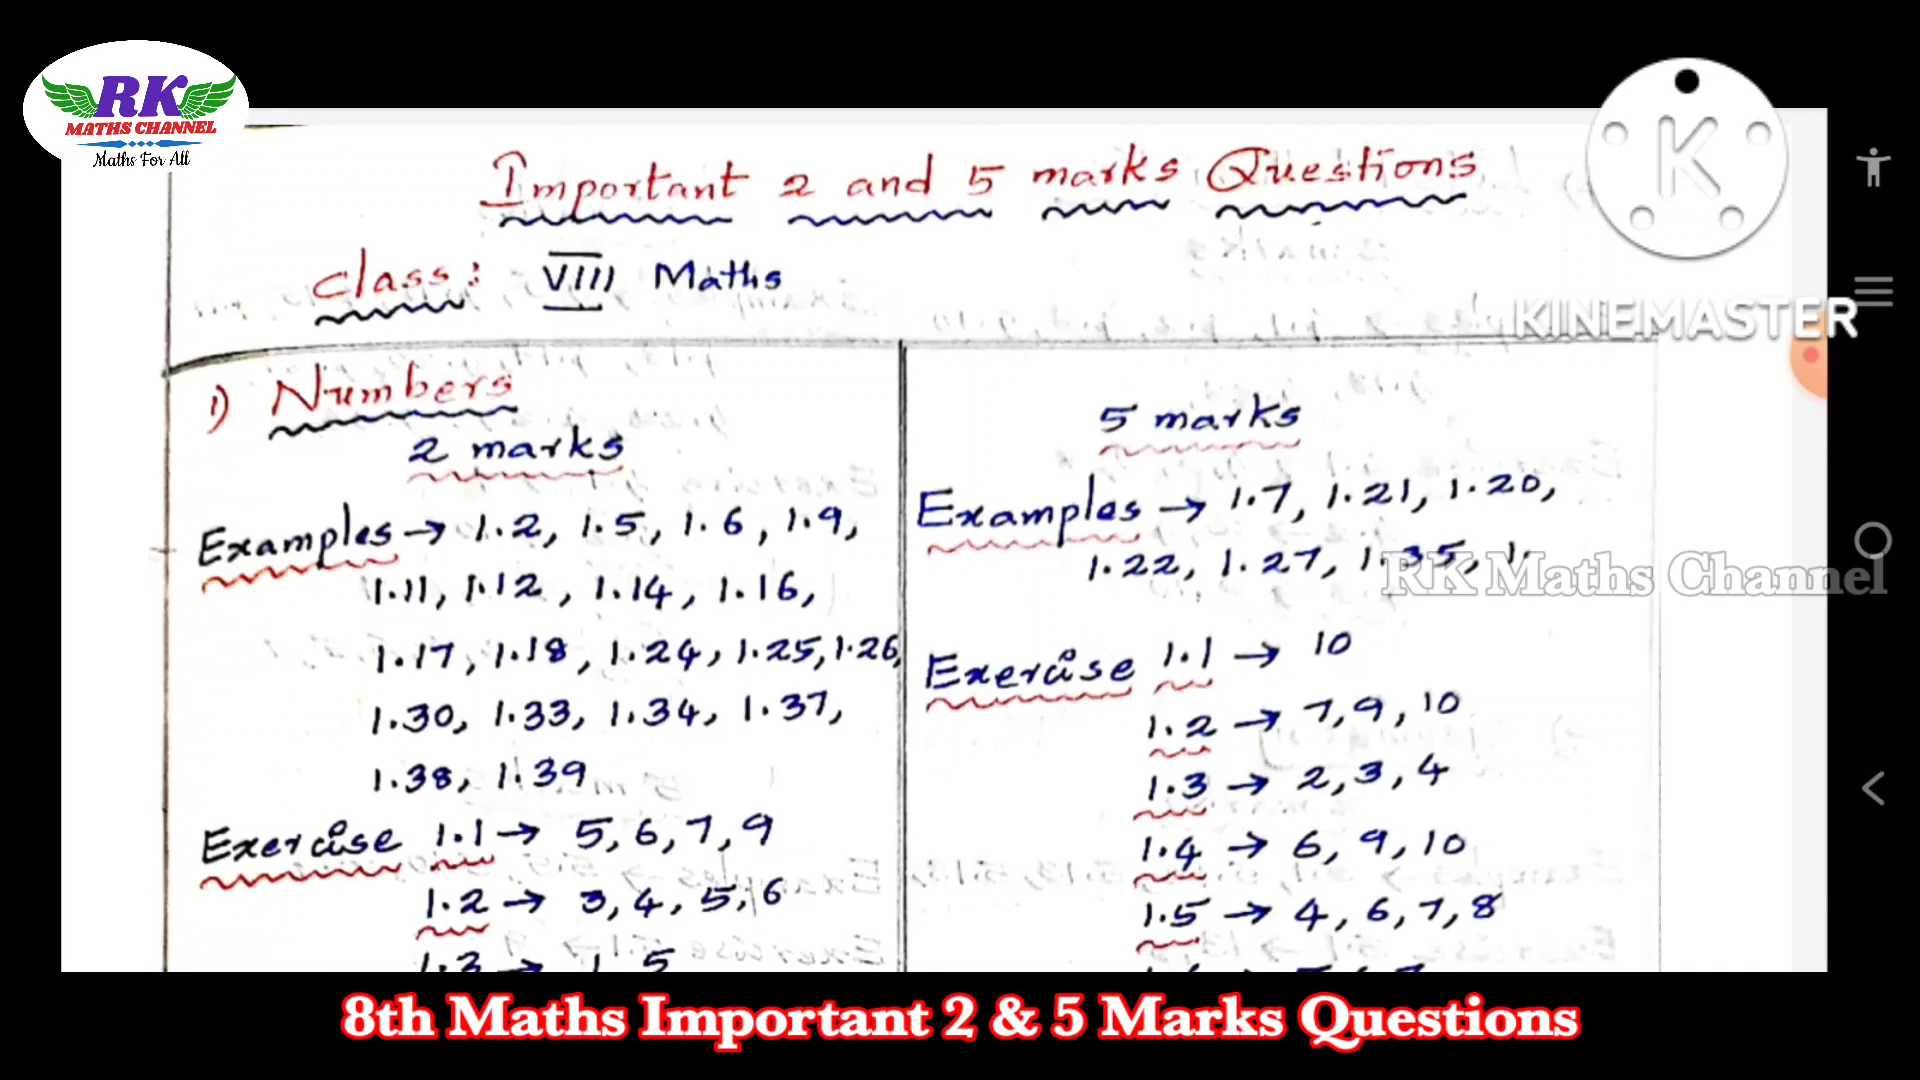 RK
MATHS CHANNEL
Maths For All
K
KINEMASTER
Important 2 and 5 marks Questions
Class: VIII Maths
1) Numbers
2 marks
Examples → 1.2, 1.5, 1.6, 1.9,
1.11, 1.12, 1.14, 1.16,
1.17, 1.18, 1.24, 1.25, 1.26,
1.30, 1.33, 1.34, 1.37,
1.38, 1.39
Exercise 1.1 → 5, 6, 7, 9
1.2 → 3, 4, 5, 6
1.3 → 1, 5
5 marks
Examples → 1.7, 1.21, 1.20,
1.22, 1.27, 1.35,
RK Maths Channel
Exercise 1.1 → 10
1.2 → 7, 9, 10
1.3 → 2, 3, 4
1.4 → 6, 9, 10
1.5 → 4, 6, 7, 8
8th Maths Important 2 & 5 Marks Questions